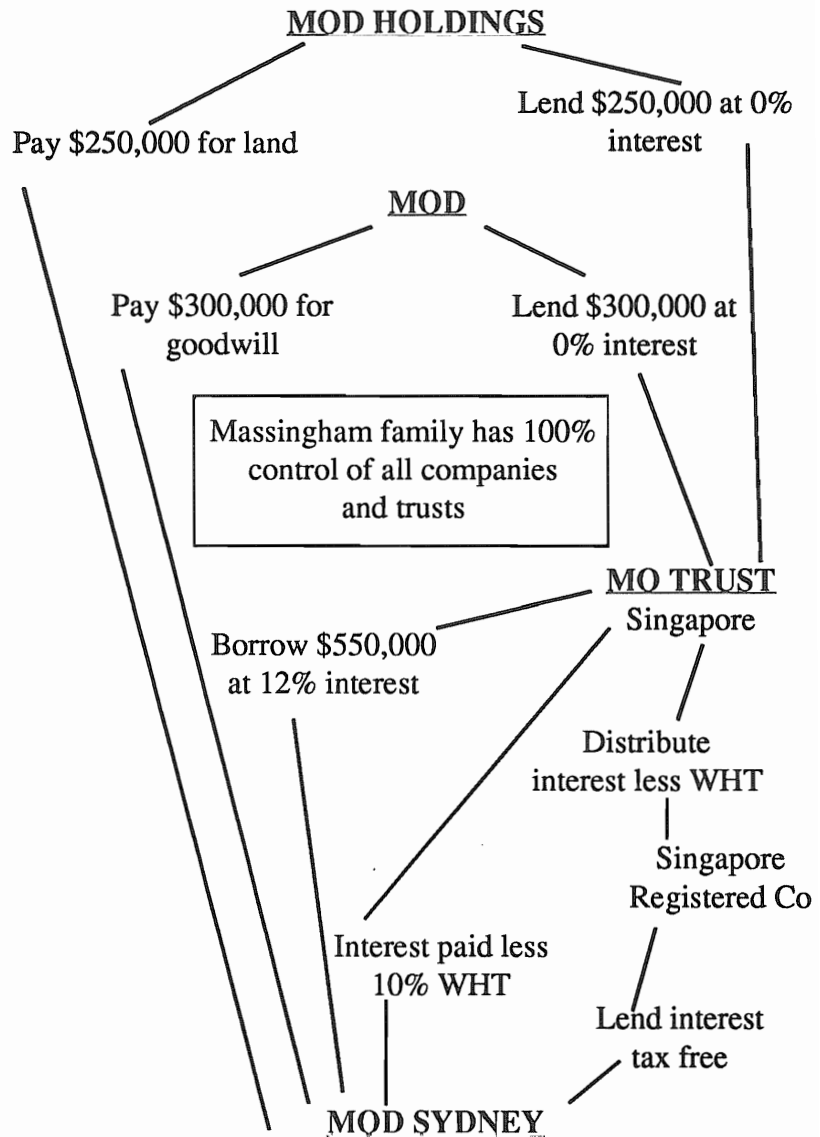 MOD HOLDINGS
Pay $250,000 for land
Lend $250,000 at 0%
interest
MOD
Pay $300,000 for
goodwill
Lend $300,000 at
0% interest
Massingham family has 100%
control of all companies
and trusts
MO TRUST
Singapore
Borrow $550,000
at 12% interest
Distribute
interest less WHT
Singapore
Registered Co
Interest paid less
10% WHT
Lend interest
tax free
MOD SYDNEY